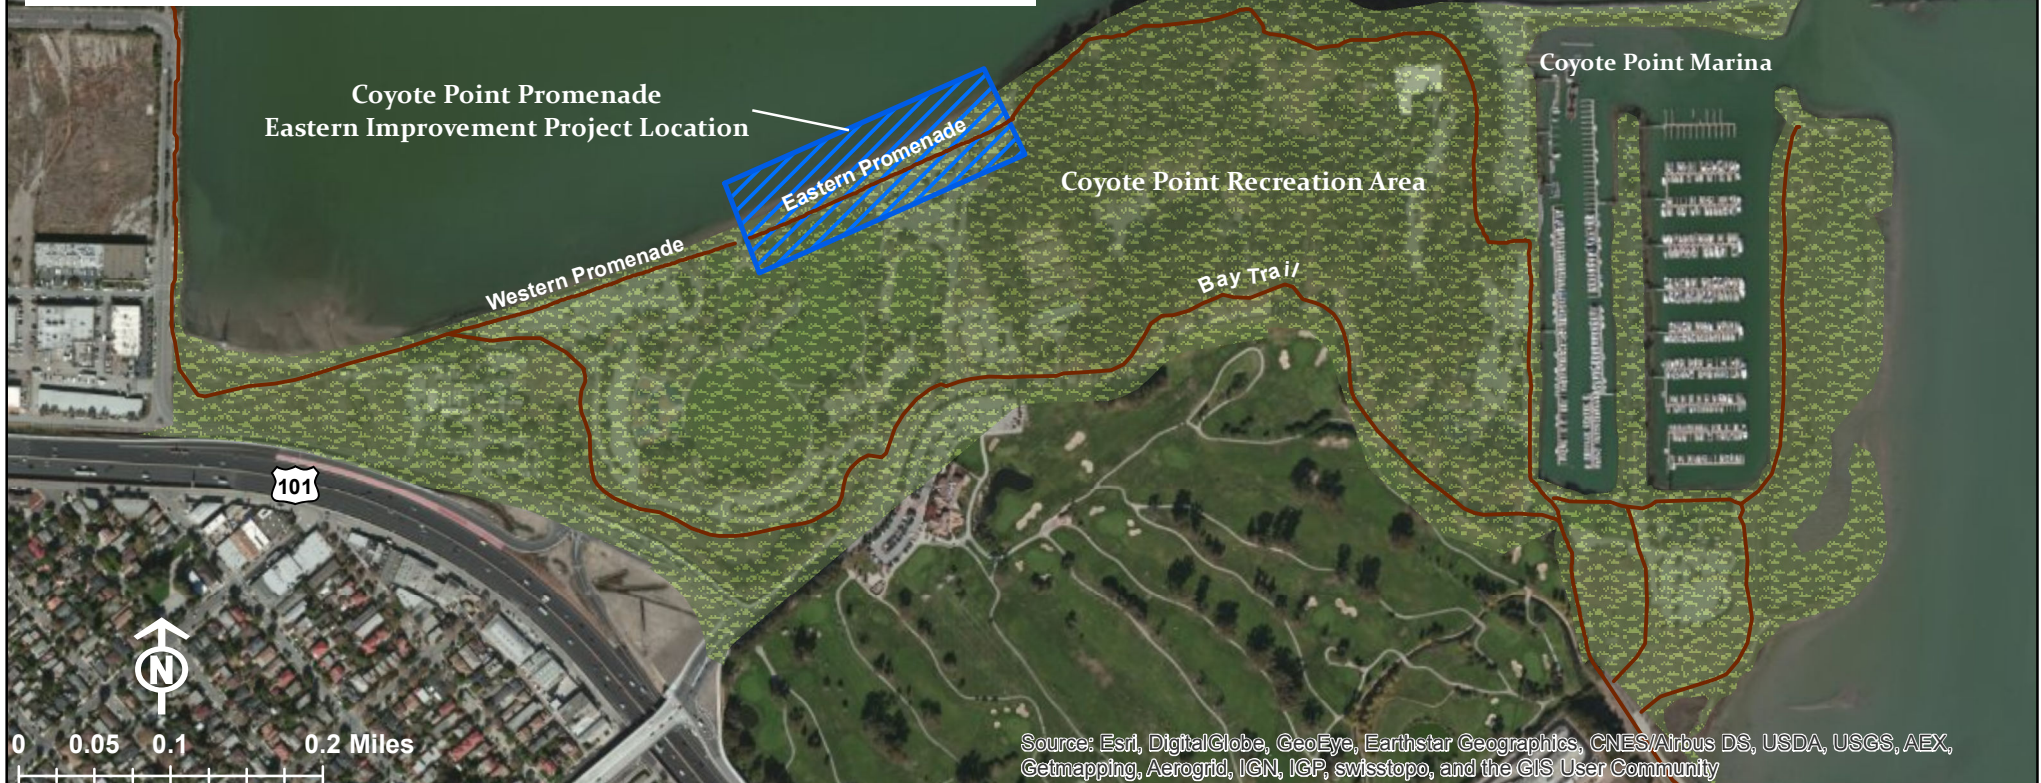 Coyote Point Marina
Coyote Point Promenade
Eastern Improvement Project Location
Eastern Promenade
Coyote Point Recreation Area
Western Promenade
Bay Trail
101
N
0 0.05 0.1 0.2 Miles
Source: Esri, DigitalGlobe, GeoEye, Earthstar Geographics, CNES/Airbus DS, USDA, USGS, AEX,
Getmapping, Aerogrid, IGN, IGP, swisstopo, and the GIS User Community